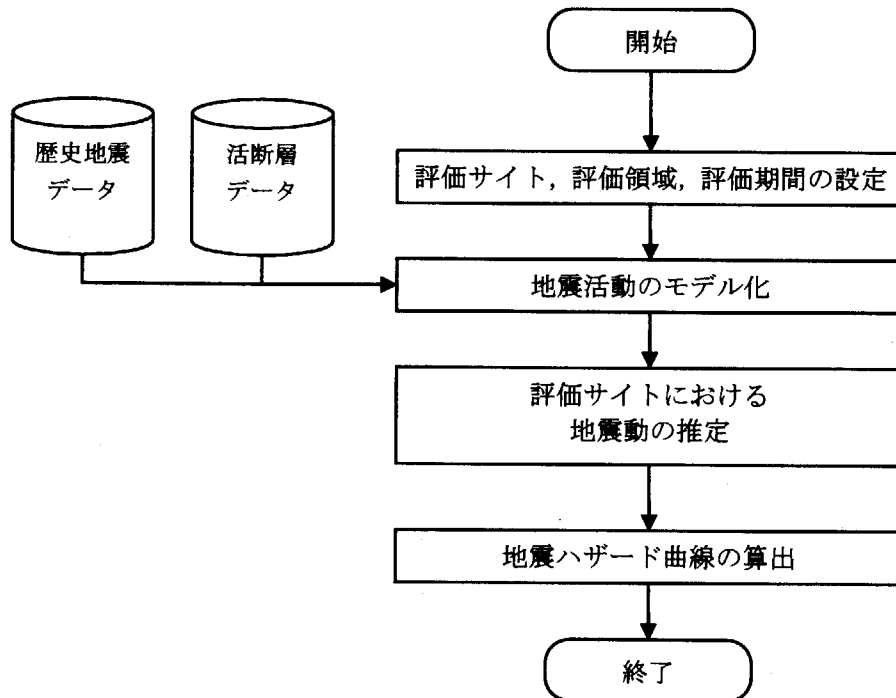 開始
歴史地震
データ
活断層
データ
評価サイト, 評価領域, 評価期間の設定
地震活動のモデル化
評価サイトにおける
地震動の推定
地震ハザード曲線の算出
終了